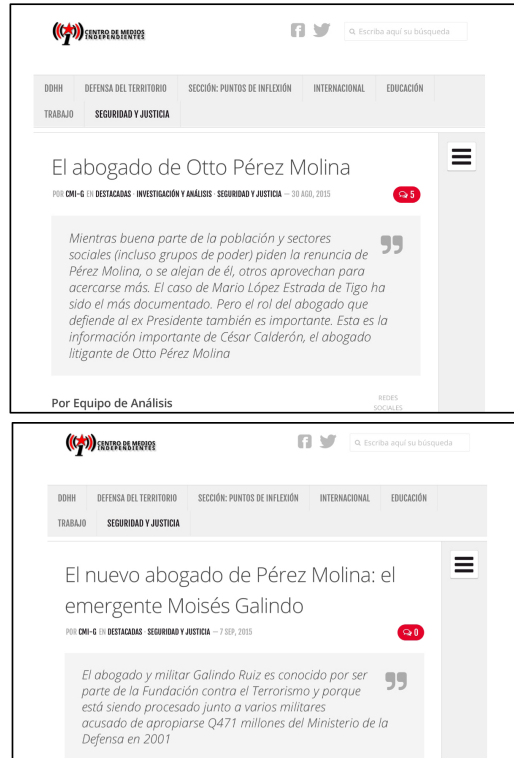 CENTRO DE MEDIOS
INDEPENDIENTES
Escriba aquí su búsqueda
DDHH DEFENSA DEL TERRITORIO SECCIÓN: PUNTOS DE INFLEXIÓN INTERNACIONAL EDUCACIÓN
TRABAJO SEGURIDAD Y JUSTICIA
El abogado de Otto Pérez Molina
POR CMI-G EN DESTACADAS · INVESTIGACIÓN Y ANÁLISIS · SEGURIDAD Y JUSTICIA — 30 AGO, 2015
5
Mientras buena parte de la población y sectores
sociales (incluso grupos de poder) piden la renuncia de
Pérez Molina, o se alejan de él, otros aprovechan para
acercarse más. El caso de Mario López Estrada de Tigo ha
sido el más documentado. Pero el rol del abogado que
defiende al ex Presidente también es importante. Esta es la
información importante de César Calderón, el abogado
litigante de Otto Pérez Molina
Por Equipo de Análisis
REDES
SOCIALES
CENTRO DE MEDIOS
INDEPENDIENTES
Escriba aquí su búsqueda
DDHH DEFENSA DEL TERRITORIO SECCIÓN: PUNTOS DE INFLEXIÓN INTERNACIONAL EDUCACIÓN
TRABAJO SEGURIDAD Y JUSTICIA
El nuevo abogado de Pérez Molina: el
emergente Moisés Galindo
POR CMI-G EN DESTACADAS · SEGURIDAD Y JUSTICIA — 7 SEP, 2015
0
El abogado y militar Galindo Ruiz es conocido por ser
parte de la Fundación contra el Terrorismo y porque
está siendo procesado junto a varios militares
acusado de apropiarse Q471 millones del Ministerio de la
Defensa en 2001